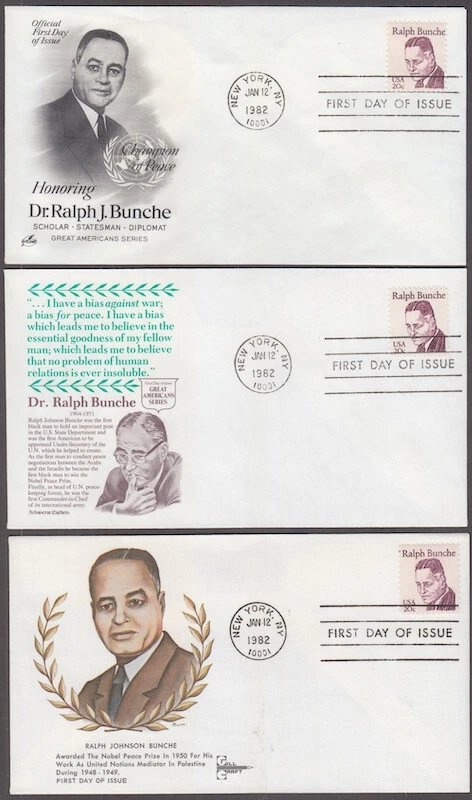 Official
First Day
of Issue
Champion
of Peace
Honoring
Dr. Ralph J. Bunche
SCHOLAR · STATESMAN · DIPLOMAT
GREAT AMERICANS SERIES
NEW YORK, NY
JAN 12
1982
10001
Ralph Bunche
USA
20c
FIRST DAY OF ISSUE
"...I have a bias against war;
a bias for peace. I have a bias
which leads me to believe in the
essential goodness of my fellow
man; which leads me to believe
that no problem of human
relations is ever insoluble."
First Day of Issue
GREAT
AMERICANS
SERIES
Dr. Ralph Bunche
1904-1971
Ralph Johnson Bunche was the first
black man to hold an important post
in the U.S. State Department and
was the first American to be
appointed Under-Secretary of the
U.N. which he helped to create.
As the first man to conduct peace
negotiations between the Arabs
and the Israelis he became the
first black man to win the
Nobel Peace Prize.
Finally, as head of U.N. peace-
keeping forces, he was the
first Commander-in-Chief
of its international army.
NEW YORK, NY
JAN 12
1982
10001
Ralph Bunche
USA
20c
FIRST DAY OF ISSUE
RALPH JOHNSON BUNCHE
Awarded The Nobel Peace Prize In 1950 For His
Work As United Nations Mediator In Palestine
During 1948 - 1949.
FIRST DAY OF ISSUE
GILL
CRAFT
NEW YORK, NY
JAN 12
1982
10001
Ralph Bunche
USA
20c
FIRST DAY OF ISSUE